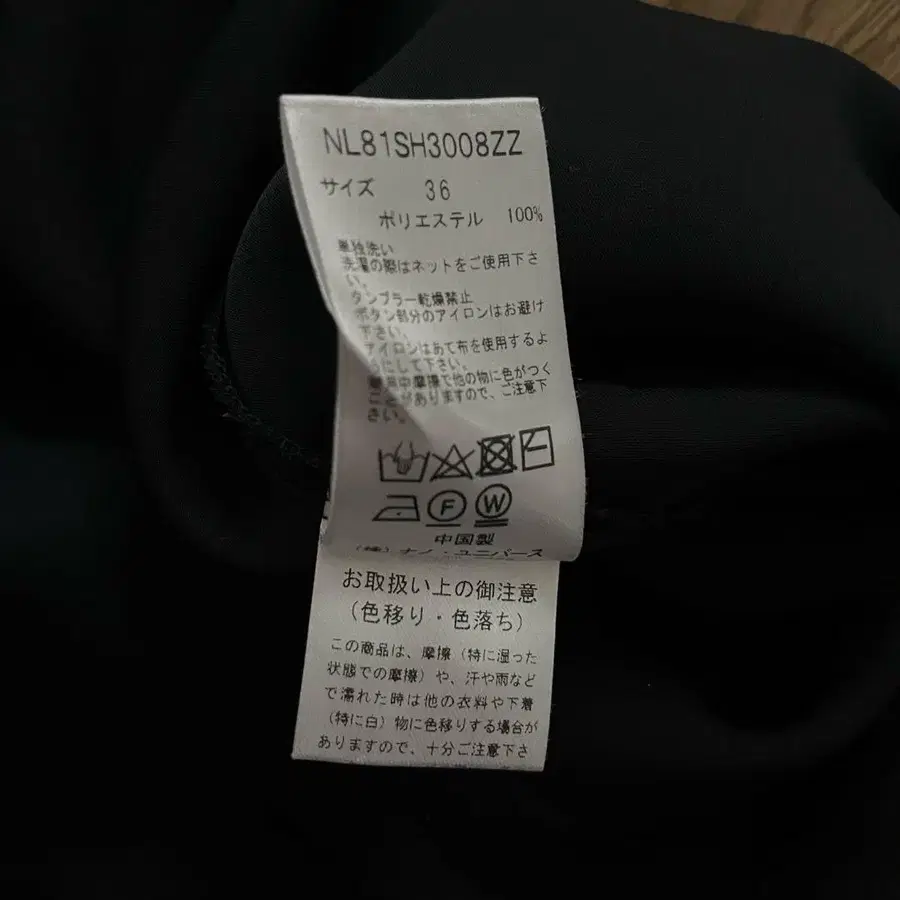 NL81SH3008ZZ
サイズ 36
ポリエステル 100%
単独洗い
洗濯の際はネットをご使用下さ
い。
タンブラー乾燥禁止
ボタン部分のアイロンはお避け
下さい。
アイロンはあて布を使用するよ
うにして下さい。
着用中摩擦で他の物に色がつく
ことがありますので、ご注意下
さい。
F W
中国製
(株)ナノ・ユニバース
お取扱い上の御注意
(色移り・色落ち)
この商品は、摩擦(特に湿った
状態での摩擦)や、汗や雨など
で濡れた時は他の衣料や下着
(特に白)物に色移りする場合が
ありますので、十分ご注意下さ